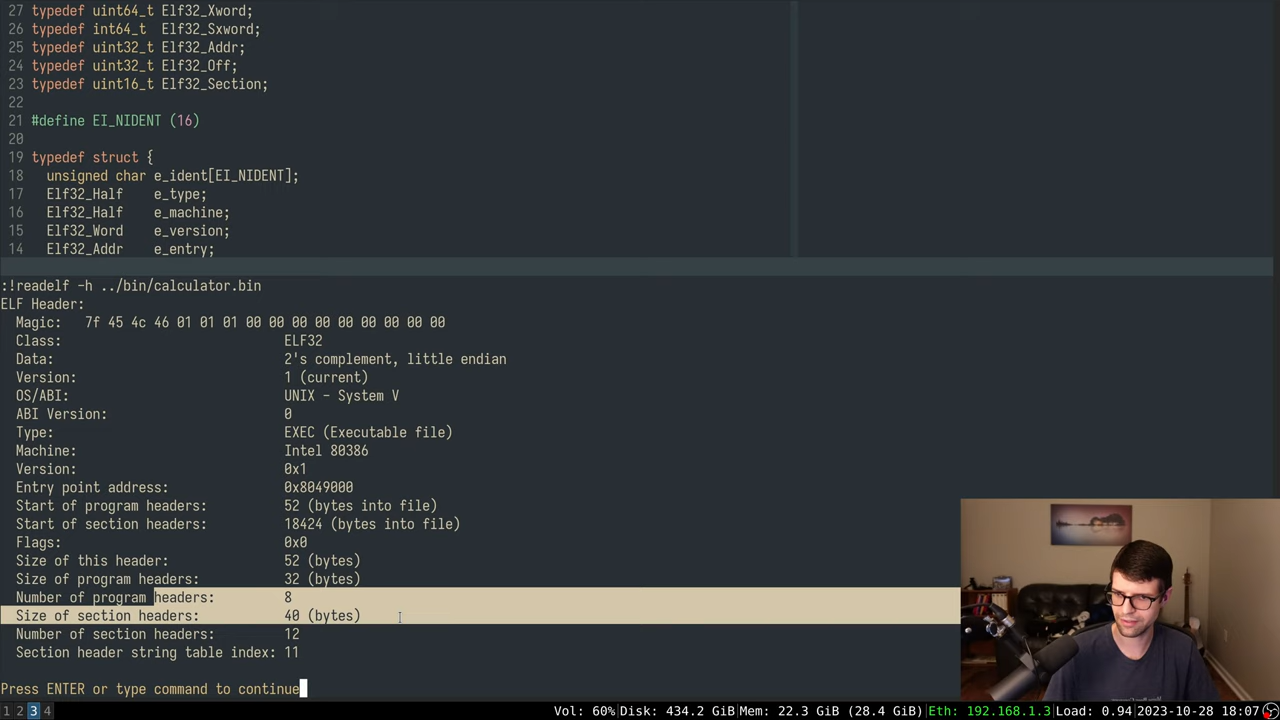 27 typedef uint64_t Elf32_Xword;
26 typedef int64_t  Elf32_Sxword;
25 typedef uint32_t Elf32_Addr;
24 typedef uint32_t Elf32_Off;
23 typedef uint16_t Elf32_Section;
22
21 #define EI_NIDENT (16)
20
19 typedef struct {
18   unsigned char e_ident[EI_NIDENT];
17   Elf32_Half    e_type;
16   Elf32_Half    e_machine;
15   Elf32_Word    e_version;
14   Elf32_Addr    e_entry;
:!readelf -h ../bin/calculator.bin
ELF Header:
  Magic:   7f 45 4c 46 01 01 01 00 00 00 00 00 00 00 00 00
  Class:                             ELF32
  Data:                              2's complement, little endian
  Version:                           1 (current)
  OS/ABI:                            UNIX - System V
  ABI Version:                       0
  Type:                              EXEC (Executable file)
  Machine:                           Intel 80386
  Version:                           0x1
  Entry point address:               0x8049000
  Start of program headers:          52 (bytes into file)
  Start of section headers:          18424 (bytes into file)
  Flags:                             0x0
  Size of this header:               52 (bytes)
  Size of program headers:           32 (bytes)
  Number of program headers:         8
  Size of section headers:           40 (bytes)
  Number of section headers:         12
  Section header string table index: 11
Press ENTER or type command to continue
1 2 3 4 Vol: 60%|Disk: 434.2 GiB|Mem: 22.3 GiB (28.4 GiB)|Eth: 192.168.1.3|Load: 0.94 2023-10-28 18:07